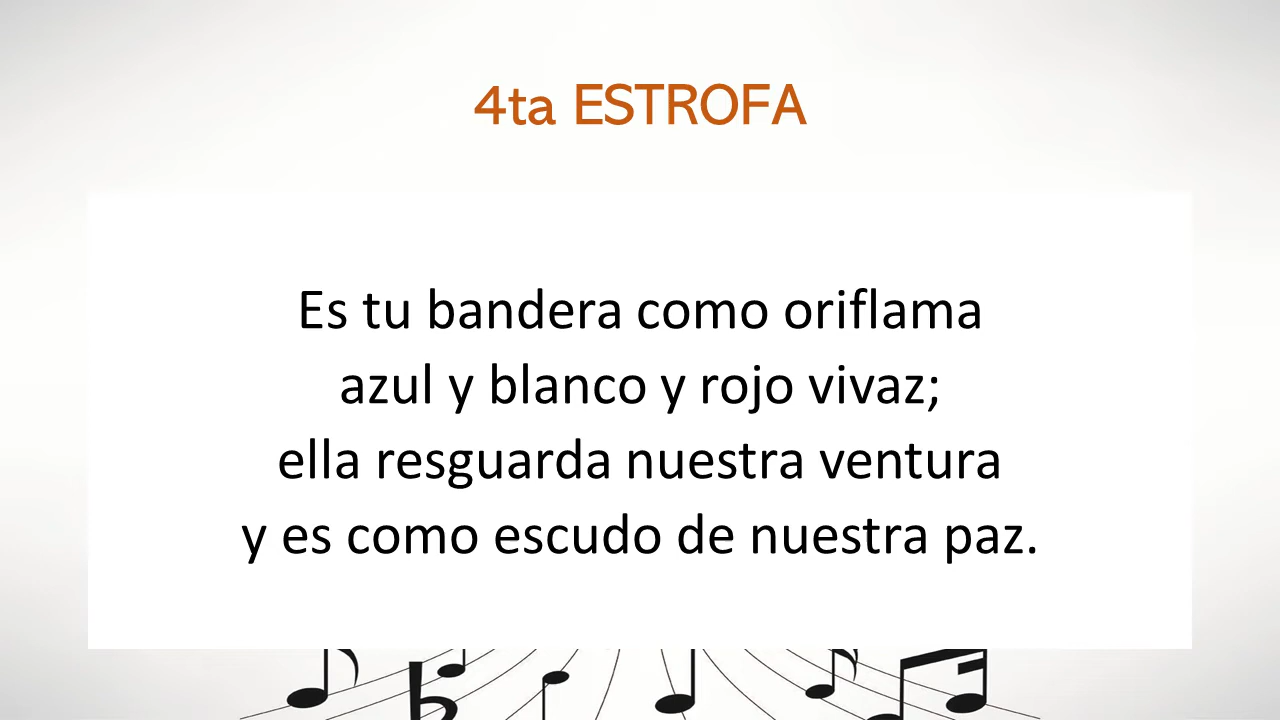 4ta ESTROFA
Es tu bandera como oriflama
azul y blanco y rojo vivaz;
ella resguarda nuestra ventura
y es como escudo de nuestra paz.